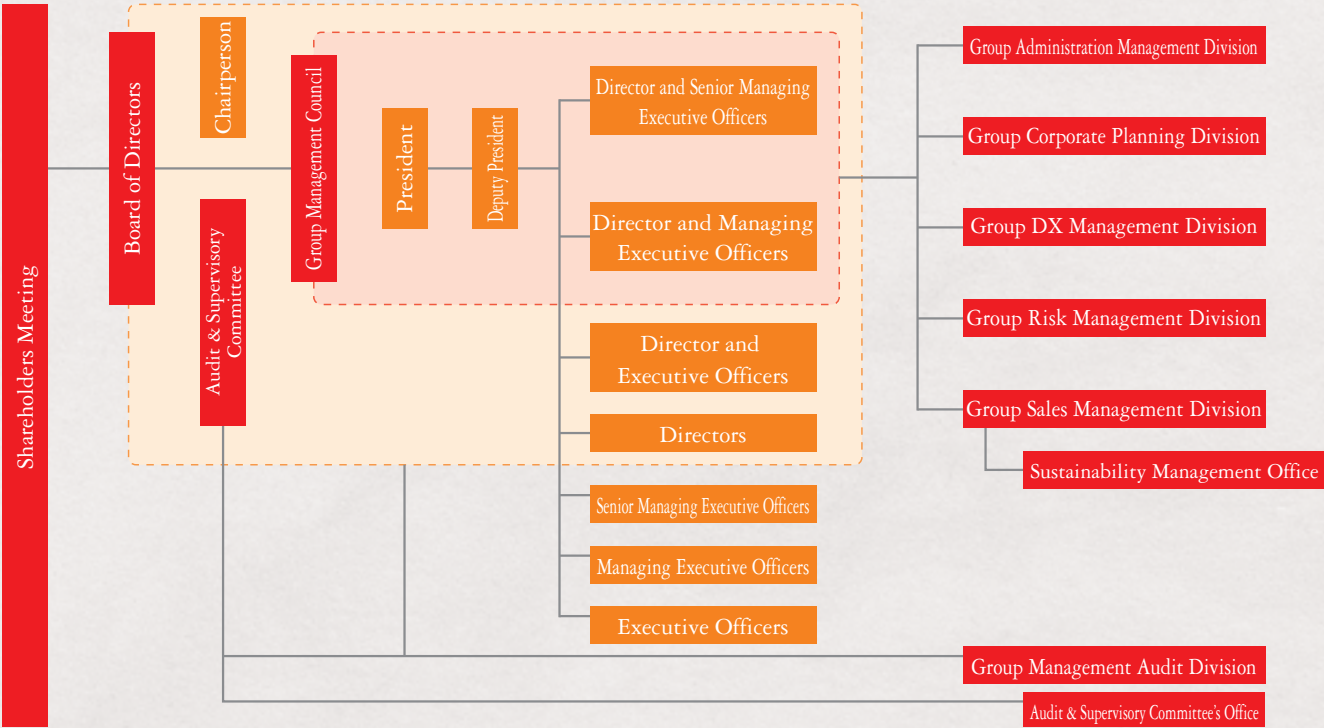 Shareholders Meeting
Board of Directors
Chairperson
Audit & Supervisory
Committee
Group Management Council
President
Deputy President
Director and Senior Managing
Executive Officers
Director and Managing
Executive Officers
Director and
Executive Officers
Directors
Senior Managing Executive Officers
Managing Executive Officers
Executive Officers
Group Administration Management Division
Group Corporate Planning Division
Group DX Management Division
Group Risk Management Division
Group Sales Management Division
Sustainability Management Office
Group Management Audit Division
Audit & Supervisory Committee's Office